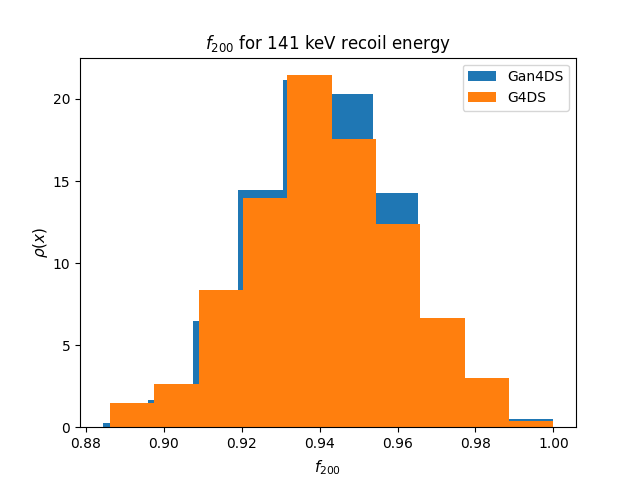 f₂₀₀ for 141 keV recoil energy
Gan4DS
G4DS
20
15
10
5
0
ρ(x)
0.88 0.90 0.92 0.94 0.96 0.98 1.00
f₂₀₀